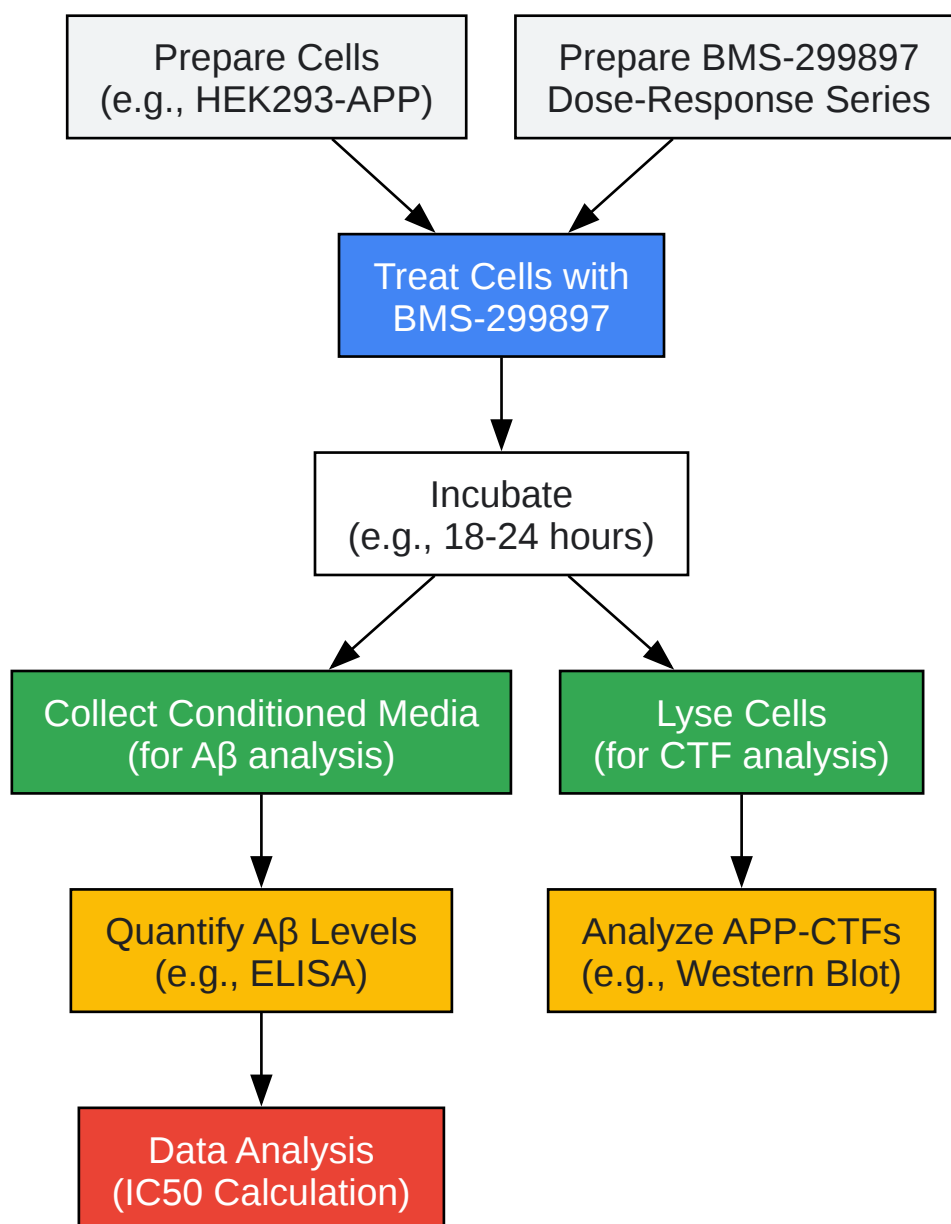 Prepare Cells
(e.g., HEK293-APP)
Prepare BMS-299897
Dose-Response Series
Treat Cells with
BMS-299897
Incubate
(e.g., 18-24 hours)
Collect Conditioned Media
(for Aβ analysis)
Lyse Cells
(for CTF analysis)
Quantify Aβ Levels
(e.g., ELISA)
Analyze APP-CTFs
(e.g., Western Blot)
Data Analysis
(IC50 Calculation)